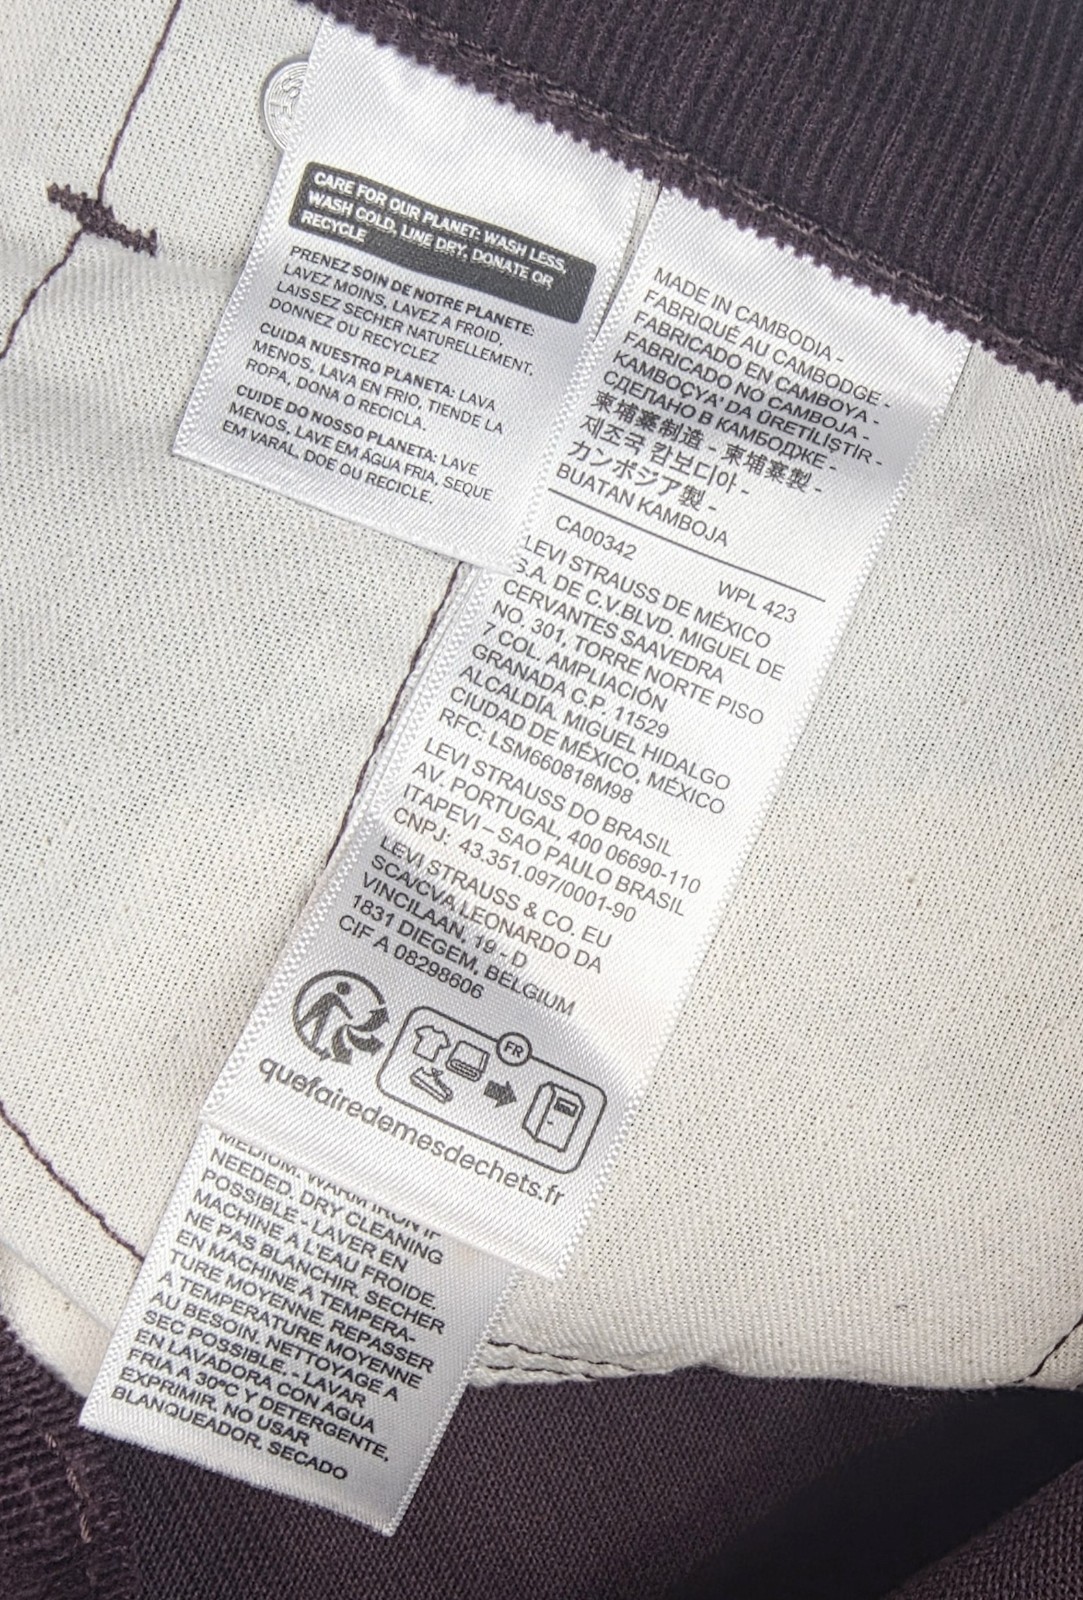 CARE FOR OUR PLANET: WASH LESS,
WASH COLD, LINE DRY, DONATE OR
RECYCLE
PRENEZ SOIN DE NOTRE PLANETE:
LAVEZ MOINS, LAVEZ A FROID,
LAISSEZ SECHER NATURELLEMENT.
DONNEZ OU RECYCLEZ
CUIDA NUESTRO PLANETA: LAVA
MENOS, LAVA EN FRIO, TIENDE LA
ROPA, DONA O RECICLA.
CUIDE DO NOSSO PLANETA: LAVE
MENOS, LAVE EM ÁGUA FRIA, SEQUE
EM VARAL, DOE OU RECICLE.
MADE IN CAMBODIA -
FABRIQUÉ AU CAMBODGE -
FABRICADO EN CAMBOYA -
FABRICADO NO CAMBOJA -
KAMBOÇYA' DA ÜRETİLİŞTİR -
СДЕЛАНО В КАМБОДЖЕ -
柬埔寨制造 - 柬埔寨製 -
제조국 캄보디아 -
カンボジア製 -
BUATAN KAMBOJA
CA00342 WPL 423
LEVI STRAUSS DE MÉXICO
S.A. DE C.V.BLVD. MIGUEL DE
CERVANTES SAAVEDRA
NO. 301, TORRE NORTE PISO
7 COL. AMPLIACIÓN
GRANADA C.P. 11529
ALCALDÍA. MIGUEL HIDALGO
CIUDAD DE MÉXICO, MÉXICO
RFC: LSM660818M98
LEVI STRAUSS DO BRASIL
AV. PORTUGAL, 400 06690-110
ITAPEVI – SAO PAULO BRASIL
CNPJ: 43.351.097/0001-90
LEVI STRAUSS & CO. EU
SCA/CVA LEONARDO DA
VINCILAAN, 19 - D
1831 DIEGEM, BELGIUM
CIF A 08298606
FR
quefairedemesdechets.fr
MEDIUM. WARM IRON IF
NEEDED. DRY CLEANING
POSSIBLE - LAVER EN
MACHINE A L'EAU FROIDE.
NE PAS BLANCHIR. SECHER
EN MACHINE A TEMPERA-
TURE MOYENNE. REPASSER
A TEMPERATURE MOYENNE
AU BESOIN. NETTOYAGE A
SEC POSSIBLE. - LAVAR
EN LAVADORA CON AGUA
FRIA A 30ºC Y DETERGENTE,
EXPRIMIR. NO USAR
BLANQUEADOR. SECADO